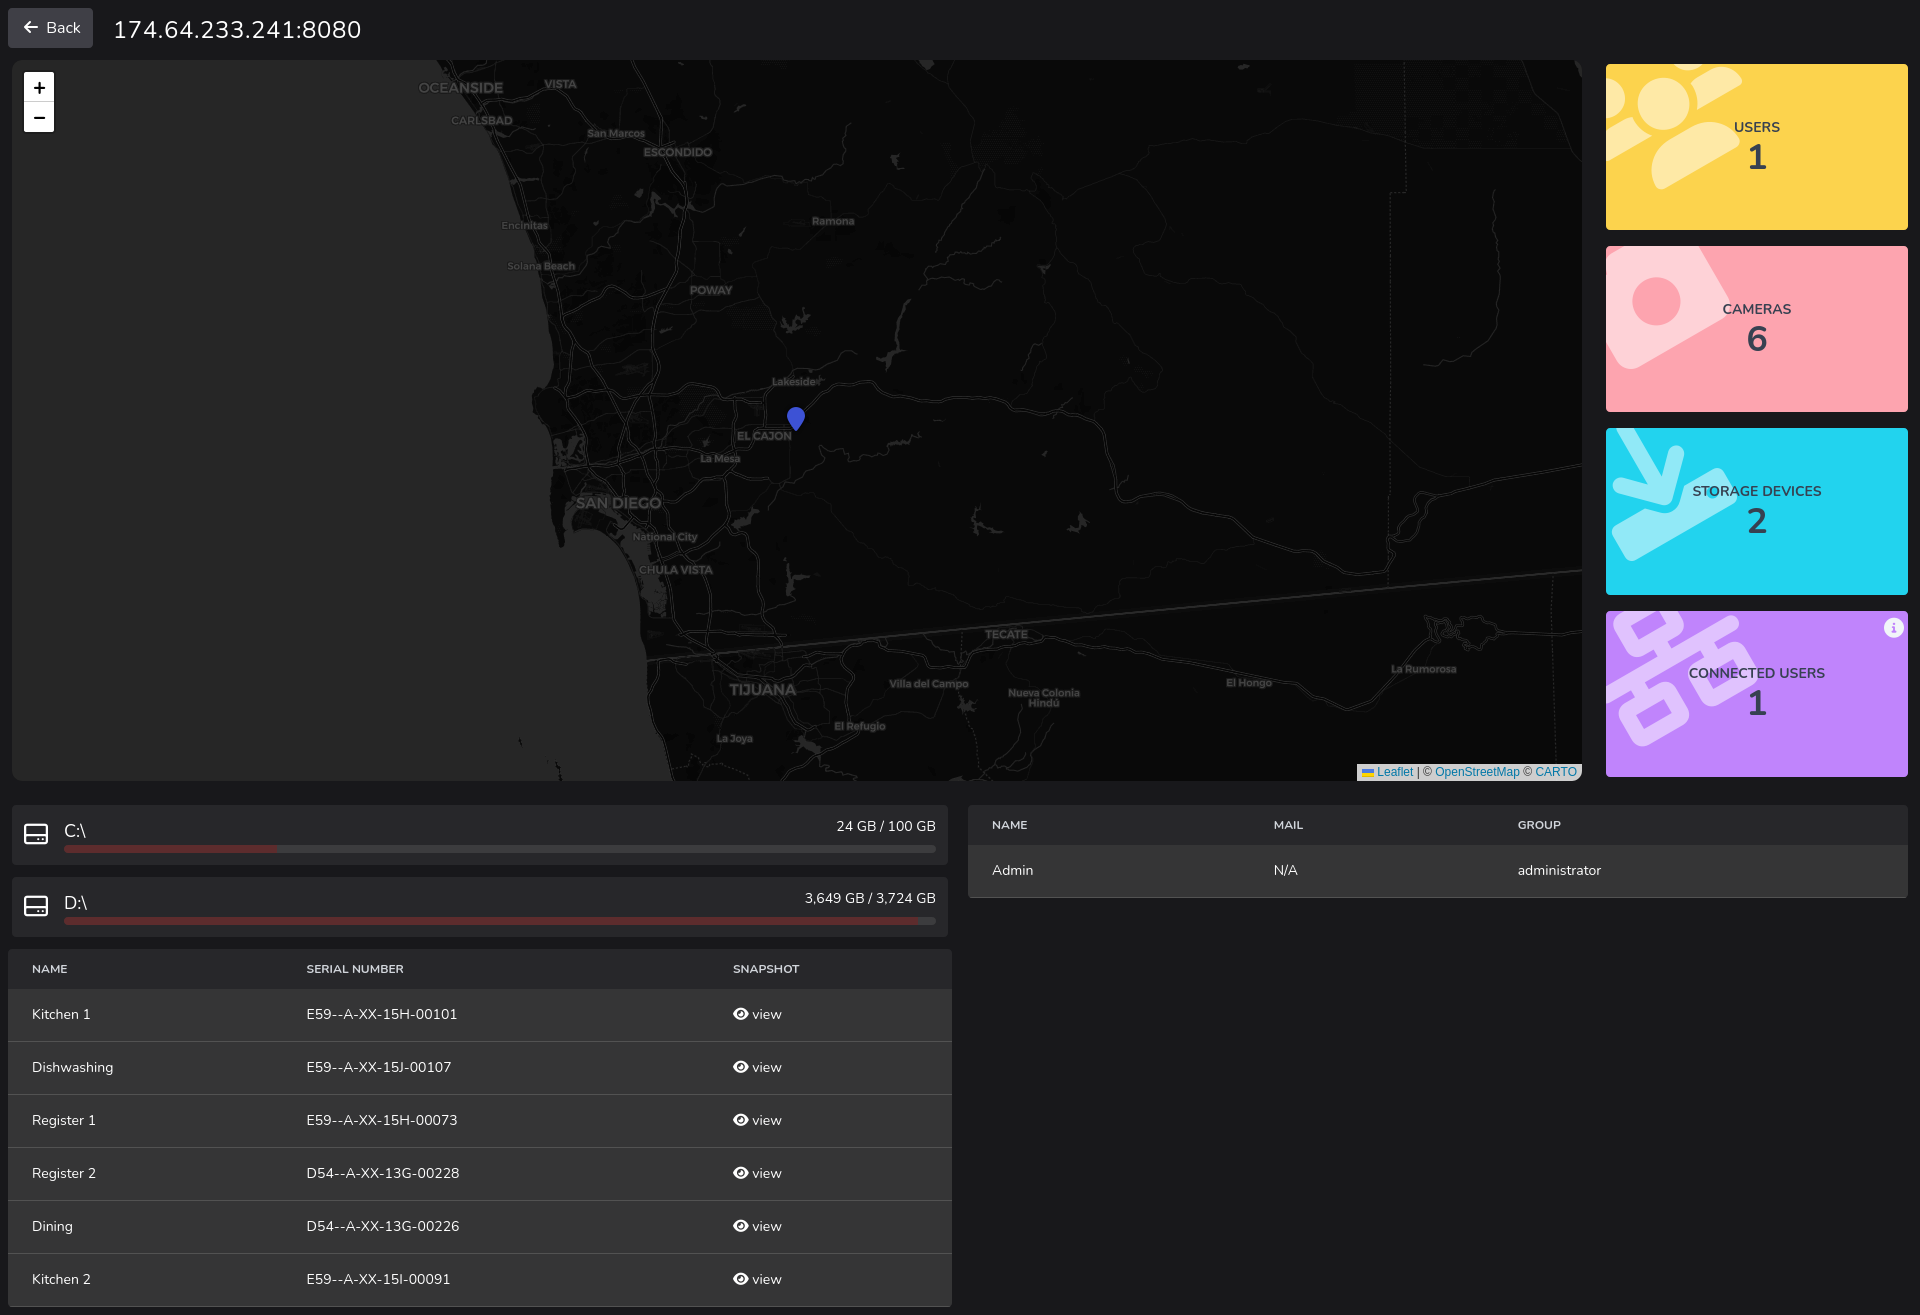 Back
174.64.233.241:8080
+
−
OCEANSIDE
VISTA
CARLSBAD
San Marcos
ESCONDIDO
Encinitas
Ramona
Solana Beach
POWAY
Lakeside
EL CAJON
La Mesa
SAN DIEGO
National City
CHULA VISTA
TECATE
TIJUANA
Villa del Campo
Nueva Colonia
Hindú
El Hongo
La Rumorosa
El Refugio
La Joya
Leaflet | © OpenStreetMap © CARTO
USERS
1
CAMERAS
6
STORAGE DEVICES
2
CONNECTED USERS
1
C:\ 24 GB / 100 GB
D:\ 3,649 GB / 3,724 GB
NAME SERIAL NUMBER SNAPSHOT
Kitchen 1 E59--A-XX-15H-00101 view
Dishwashing E59--A-XX-15J-00107 view
Register 1 E59--A-XX-15H-00073 view
Register 2 D54--A-XX-13G-00228 view
Dining D54--A-XX-13G-00226 view
Kitchen 2 E59--A-XX-15I-00091 view
NAME MAIL GROUP
Admin N/A administrator